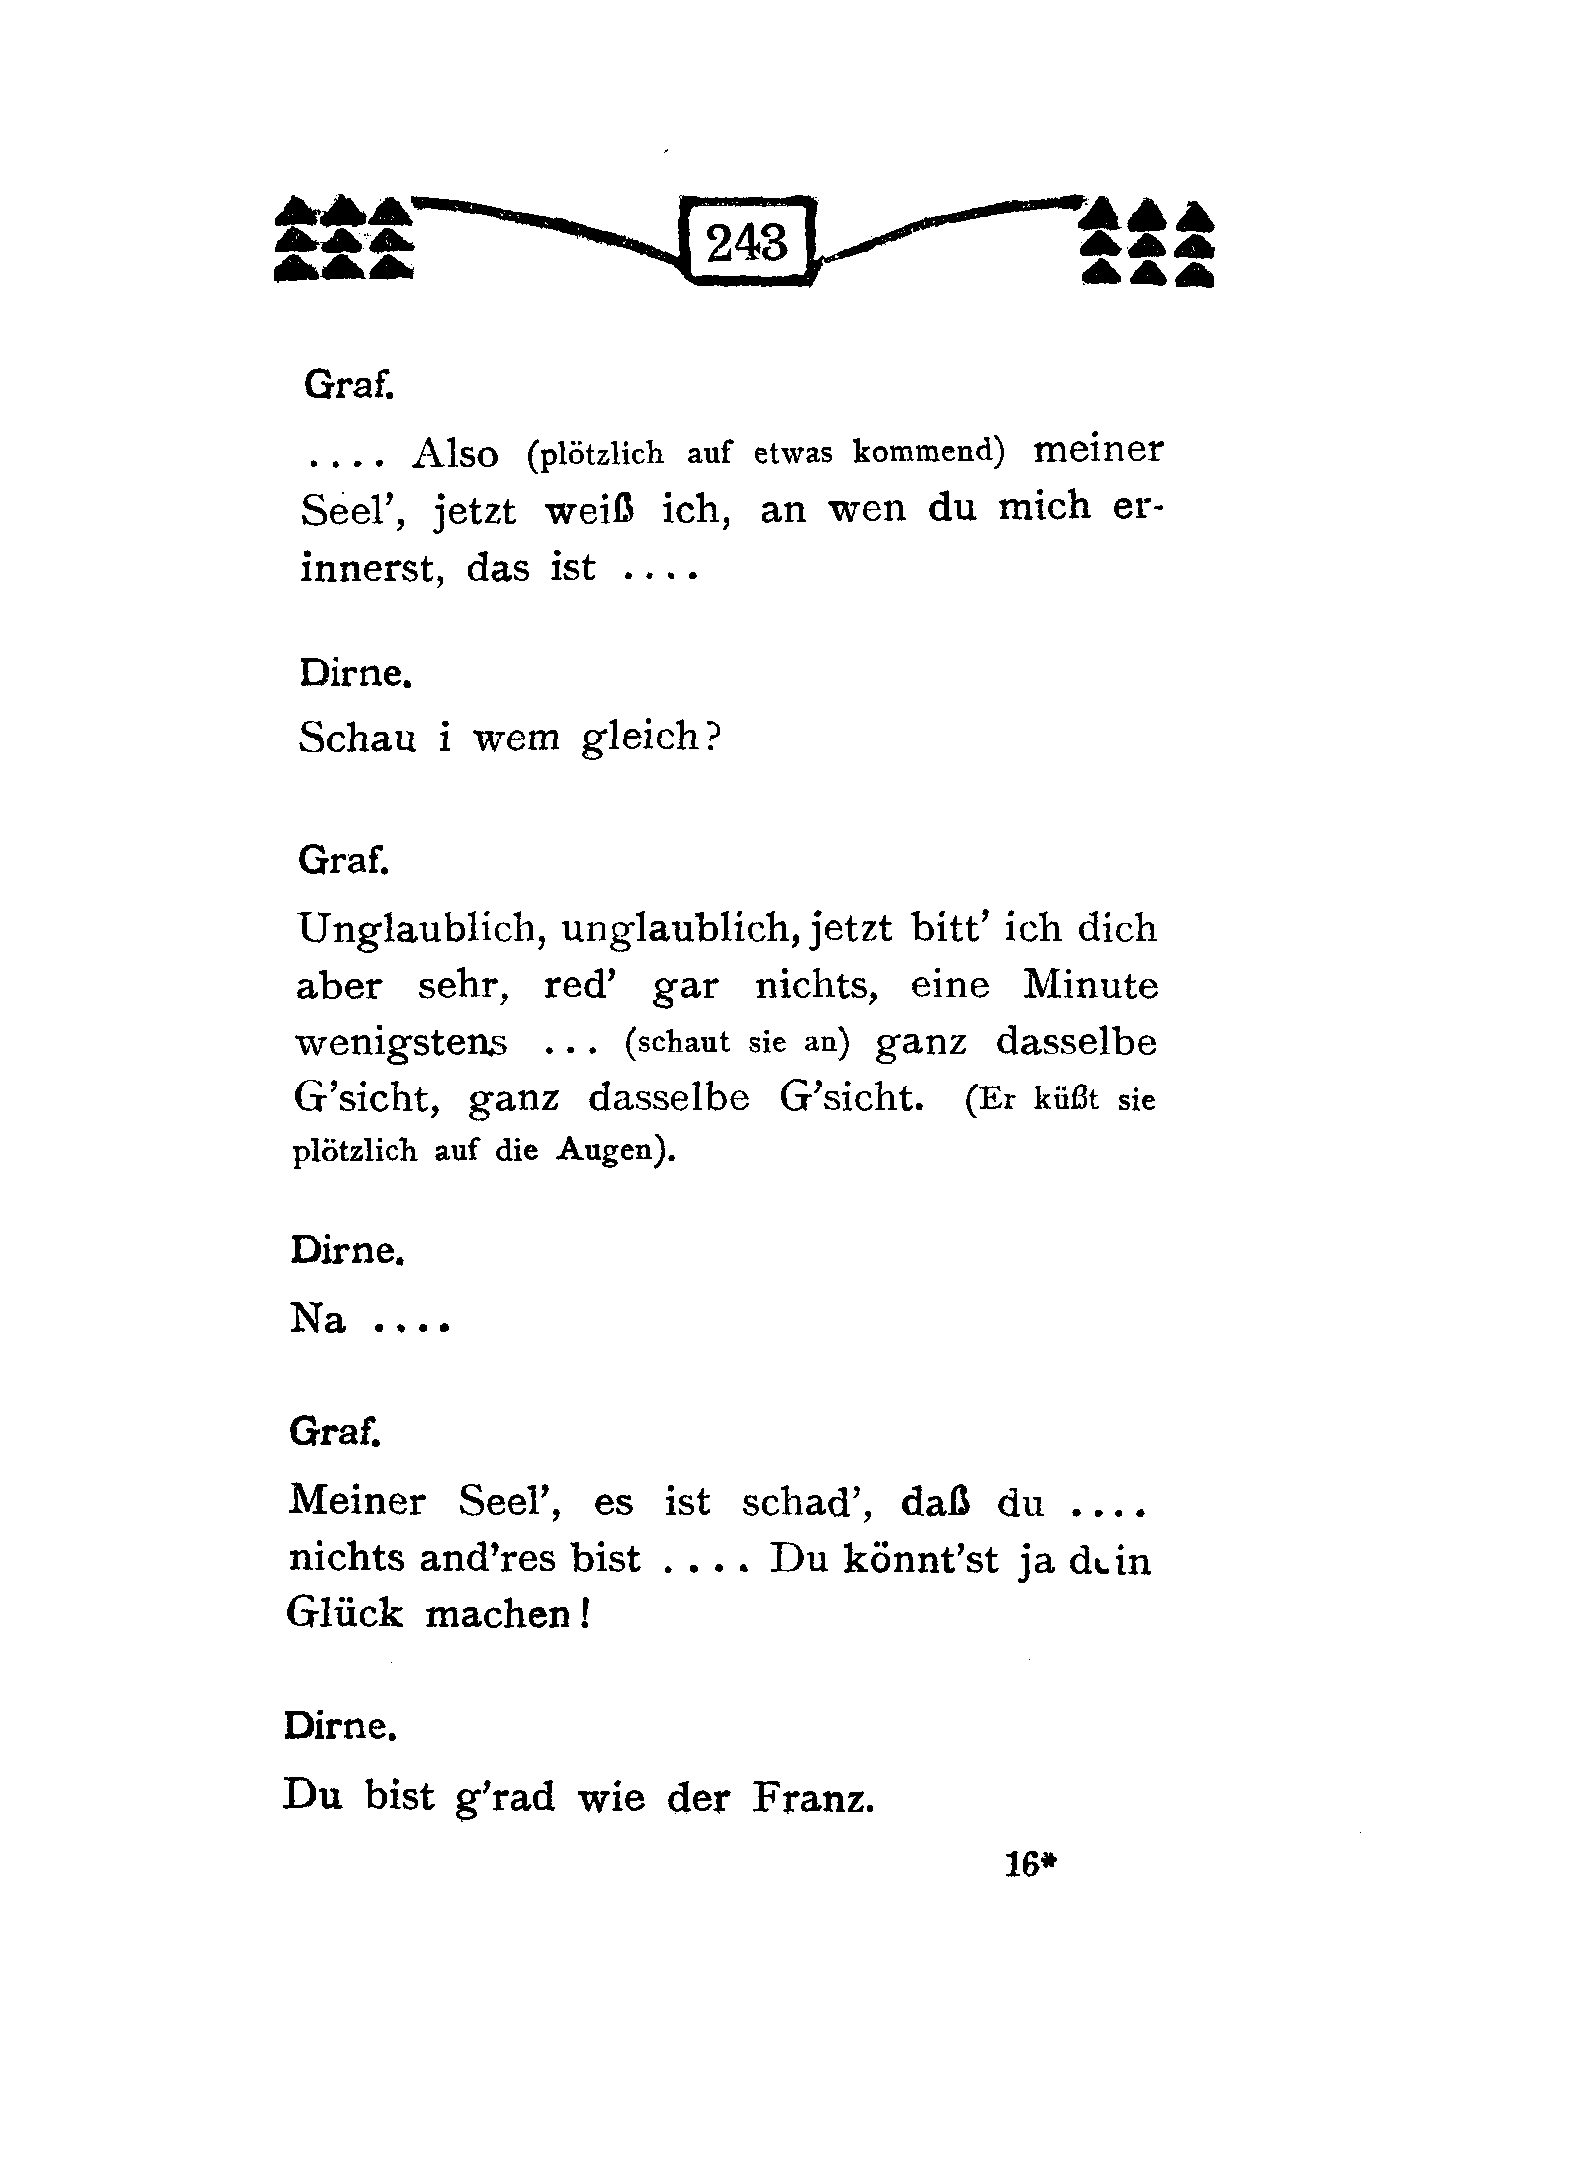 243
Graf.
.... Also (plötzlich auf etwas kommend) meiner
Seel’, jetzt weiß ich, an wen du mich er-
innerst, das ist ....
Dirne.
Schau i wem gleich?
Graf.
Unglaublich, unglaublich, jetzt bitt’ ich dich
aber sehr, red’ gar nichts, eine Minute
wenigstens ... (schaut sie an) ganz dasselbe
G’sicht, ganz dasselbe G’sicht. (Er küßt sie
plötzlich auf die Augen).
Dirne.
Na ....
Graf.
Meiner Seel’, es ist schad’, daß du ....
nichts and’res bist .... Du könnt’st ja dein
Glück machen!
Dirne.
Du bist g’rad wie der Franz.
16*